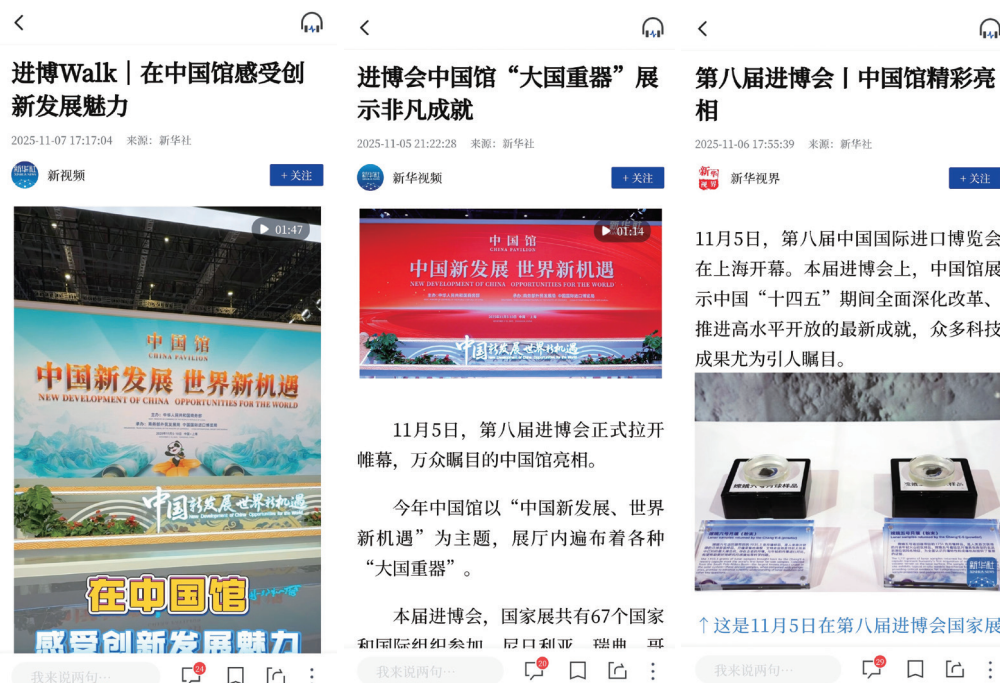 进博Walk｜在中国馆感受创
新发展魅力
2025-11-07 17:17:04 来源：新华社
新视频
+ 关注
01:47
中国馆
CHINA PAVILION
中国新发展 世界新机遇
NEW DEVELOPMENT OF CHINA OPPORTUNITIES FOR THE WORLD
中国新发展世界新机遇
在中国馆
感受创新发展魅力
我来说两句…
24
进博会中国馆“大国重器”展
示非凡成就
2025-11-05 21:22:28 来源：新华社
新华视频
+ 关注
01:14
中国馆
CHINA PAVILION
中国新发展 世界新机遇
NEW DEVELOPMENT OF CHINA OPPORTUNITIES FOR THE WORLD
中国新发展世界新机遇
11月5日，第八届进博会正式拉开
帷幕，万众瞩目的中国馆亮相。
今年中国馆以“中国新发展、世界
新机遇”为主题，展厅内遍布着各种
“大国重器”。
本届进博会，国家展共有67个国家
和国际组织参加，尼日利亚、瑞典、哥
我来说两句…
20
第八届进博会丨中国馆精彩亮
相
2025-11-06 17:55:39 来源：新华社
新华视界
+ 关注
11月5日，第八届中国国际进口博览会
在上海开幕。本届进博会上，中国馆展
示中国“十四五”期间全面深化改革、
推进高水平开放的最新成就，众多科技
成果尤为引人瞩目。
↑这是11月5日在第八届进博会国家展
我来说两句…
29